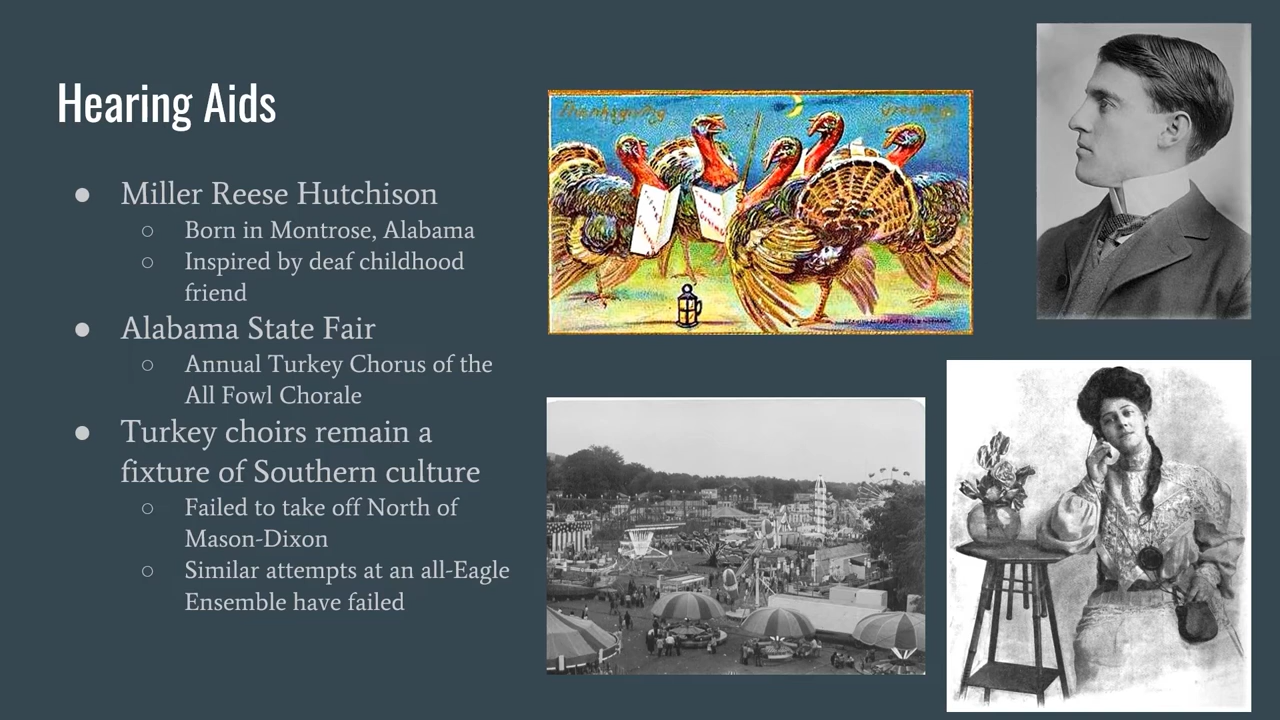 Hearing Aids
● Miller Reese Hutchison
○ Born in Montrose, Alabama
○ Inspired by deaf childhood
friend
● Alabama State Fair
○ Annual Turkey Chorus of the
All Fowl Chorale
● Turkey choirs remain a
fixture of Southern culture
○ Failed to take off North of
Mason-Dixon
○ Similar attempts at an all-Eagle
Ensemble have failed
Thanksgiving Greetings